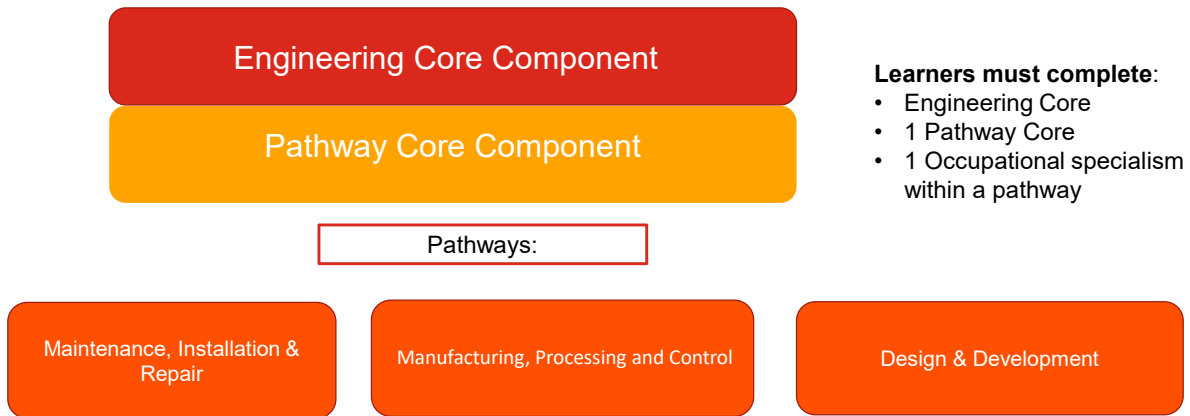 Engineering Core Component
Pathway Core Component
Learners must complete:
• Engineering Core
• 1 Pathway Core
• 1 Occupational specialism
within a pathway
Pathways:
Maintenance, Installation &
Repair
Manufacturing, Processing and Control
Design & Development